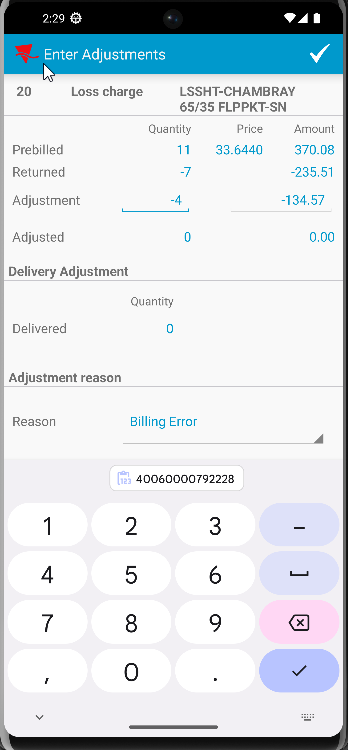 2:29
Enter Adjustments
20 Loss charge LSSHT-CHAMBRAY
65/35 FLPPKT-SN
Quantity Price Amount
Prebilled 11 33.6440 370.08
Returned -7 -235.51
Adjustment -4 -134.57
Adjusted 0 0.00
Delivery Adjustment
Quantity
Delivered 0
Adjustment reason
Reason Billing Error
123 40060000792228
1 2 3 –
4 5 6
7 8 9
, 0 .